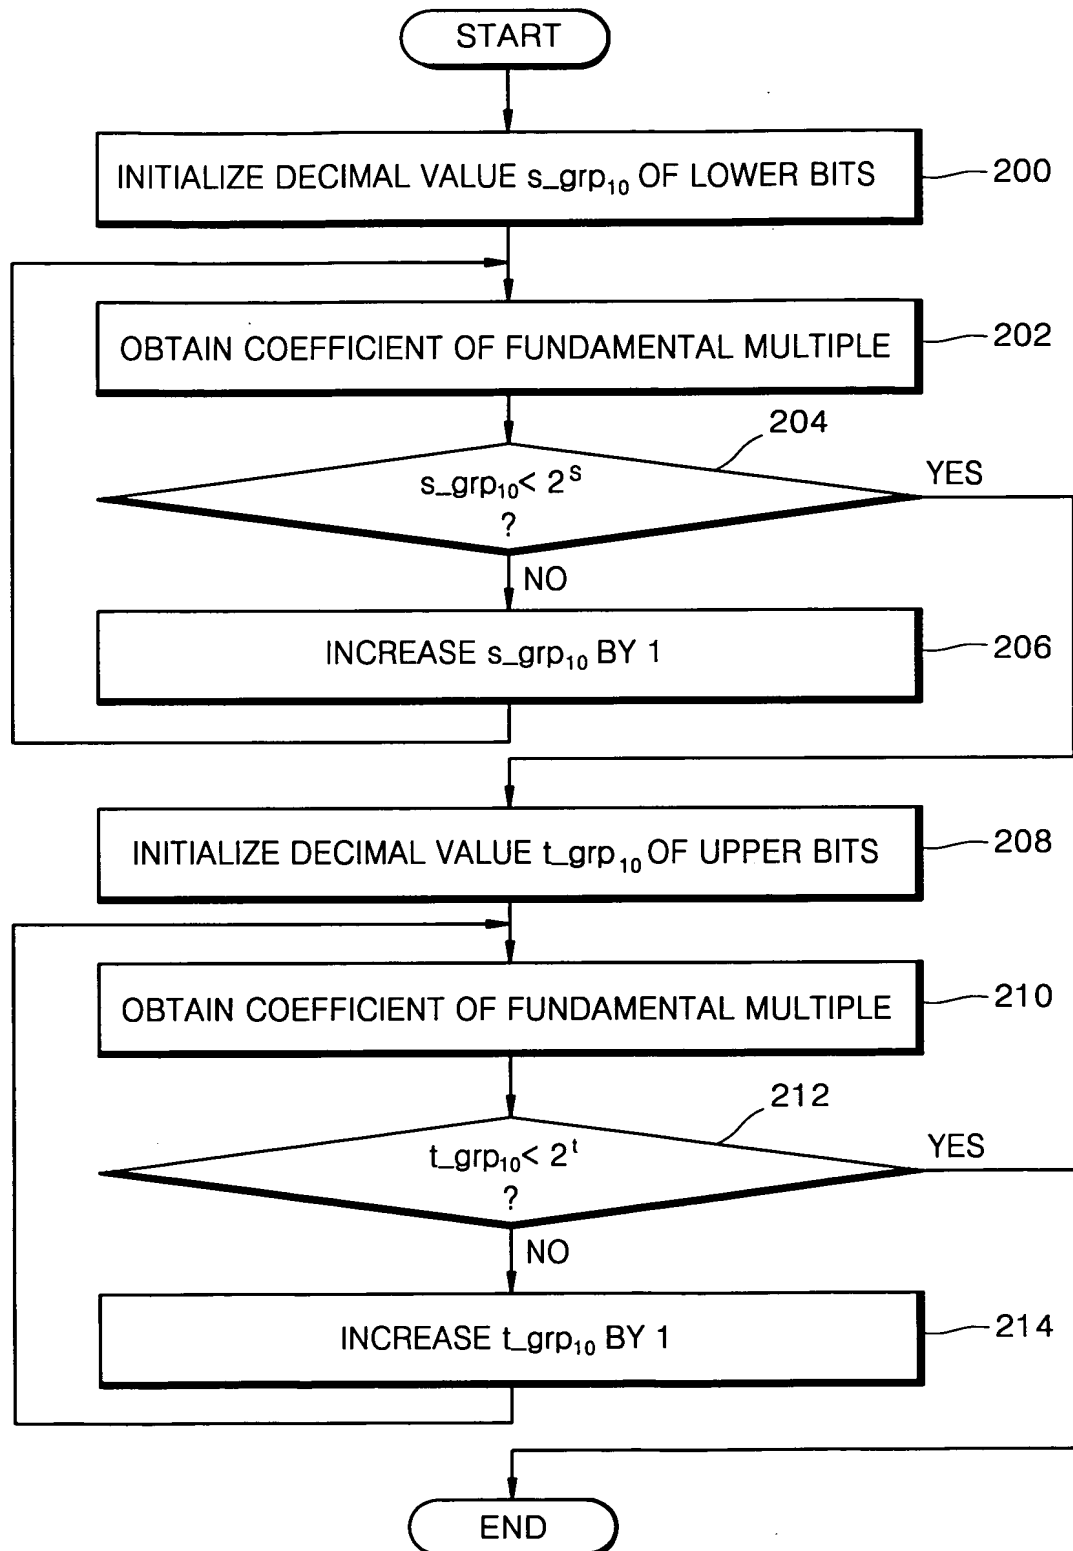 START
INITIALIZE DECIMAL VALUE s_grp₁₀ OF LOWER BITS
200
OBTAIN COEFFICIENT OF FUNDAMENTAL MULTIPLE
202
204
s_grp₁₀< 2ˢ
?
YES
NO
INCREASE s_grp₁₀ BY 1
206
INITIALIZE DECIMAL VALUE t_grp₁₀ OF UPPER BITS
208
OBTAIN COEFFICIENT OF FUNDAMENTAL MULTIPLE
210
212
t_grp₁₀< 2ᵗ
?
YES
NO
INCREASE t_grp₁₀ BY 1
214
END